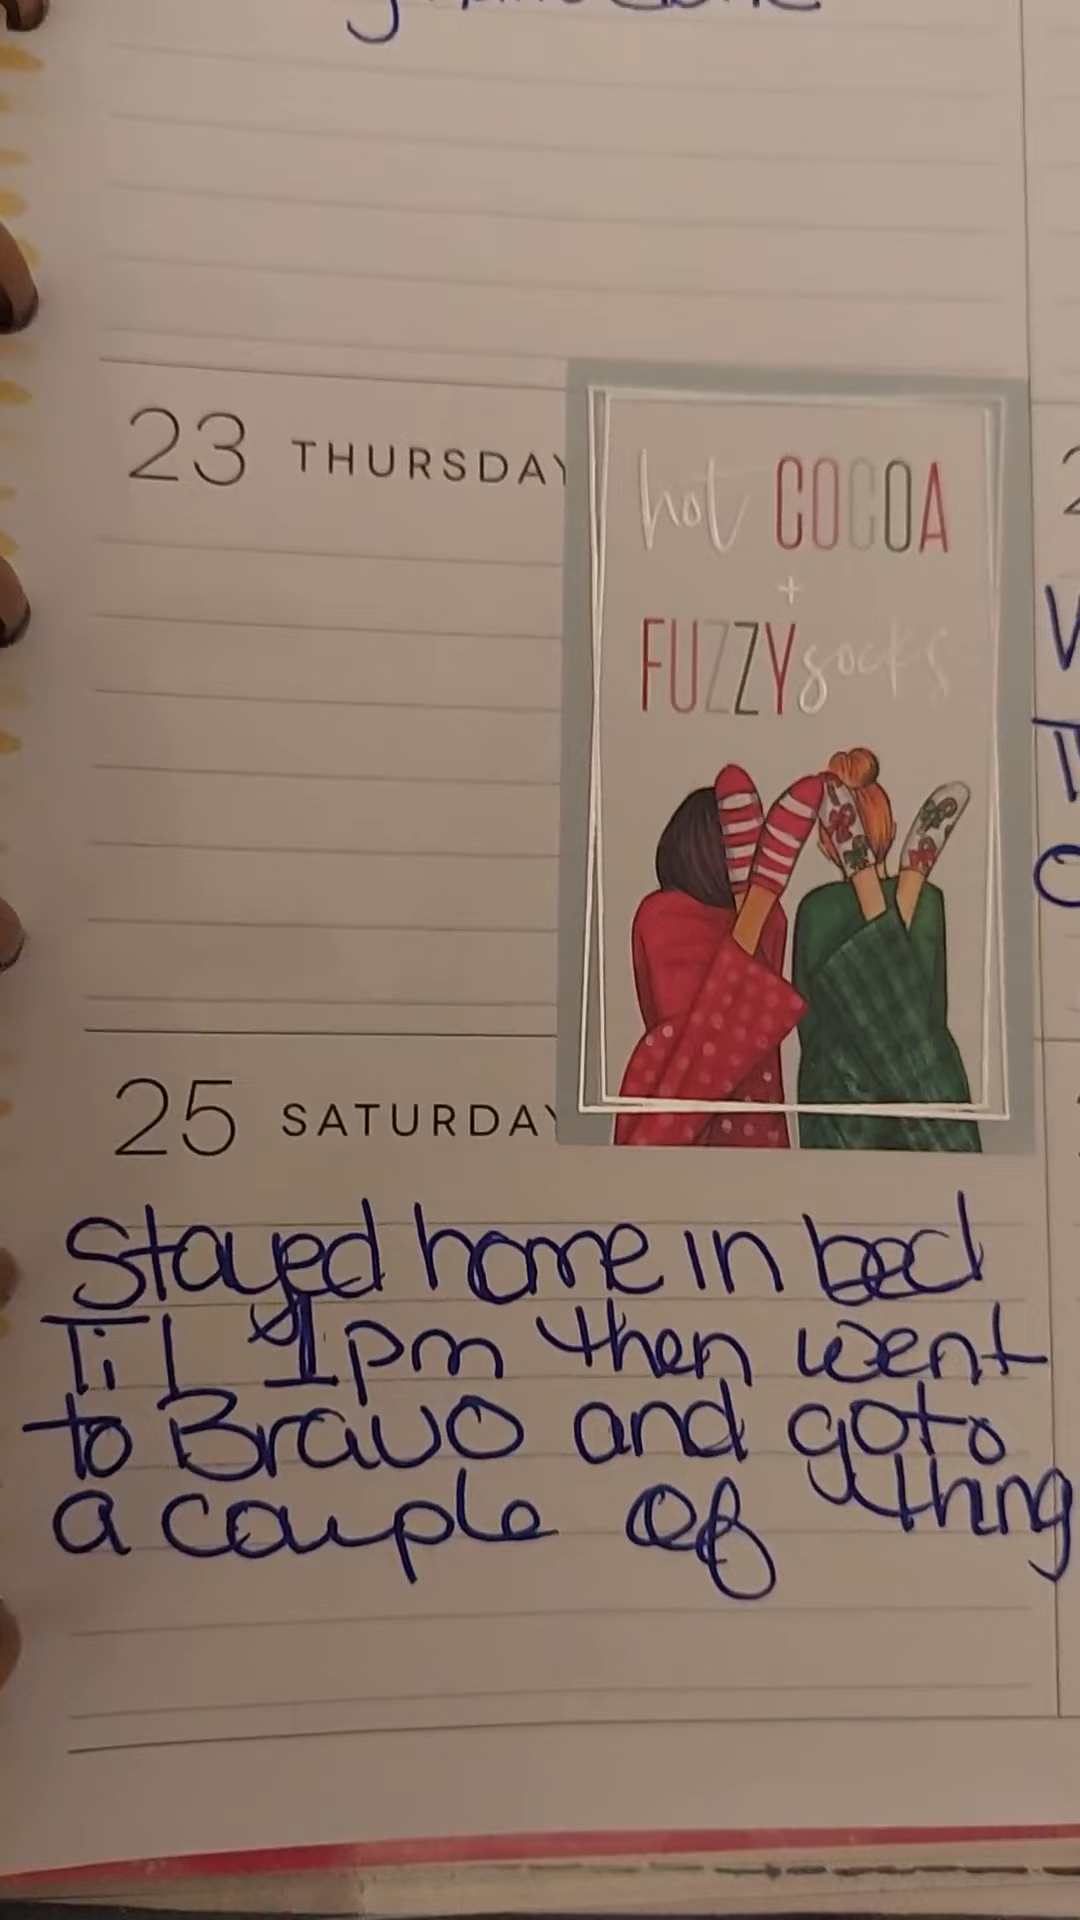 23 THURSDAY
hot COCOA
+
FUZZY socks
25 SATURDAY
Stayed home in bed
Til 1pm then went
to Bravo and goto
a couple of thing